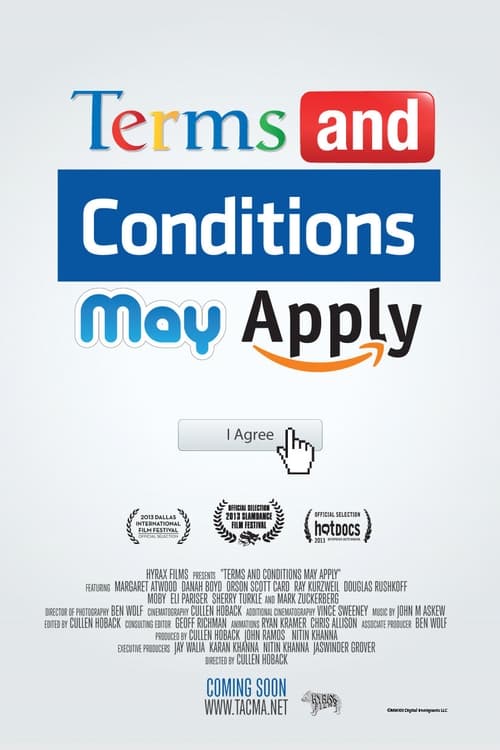 Terms and
Conditions
May Apply
I Agree
2013 DALLAS
INTERNATIONAL
FILM FESTIVAL
OFFICIAL SELECTION
OFFICIAL SELECTION
2013 SLAMDANCE
FILM FESTIVAL
OFFICIAL SELECTION
hotDOCS
2013
HYRAX FILMS PRESENTS "TERMS AND CONDITIONS MAY APPLY"
FEATURING MARGARET ATWOOD DANAH BOYD ORSON SCOTT CARD RAY KURZWEIL DOUGLAS RUSHKOFF
MOBY ELI PARISER SHERRY TURKLE AND MARK ZUCKERBERG
DIRECTOR OF PHOTOGRAPHY BEN WOLF CINEMATOGRAPHY CULLEN HOBACK ADDITIONAL CINEMATOGRAPHY VINCE SWEENEY MUSIC BY JOHN M ASKEW
EDITED BY CULLEN HOBACK CONSULTING EDITOR GEOFF RICHMAN ANIMATIONS RYAN KRAMER CHRIS ALLISON ASSOCIATE PRODUCER BEN WOLF
PRODUCED BY CULLEN HOBACK JOHN RAMOS NITIN KHANNA
EXECUTIVE PRODUCERS JAY WALIA KARAN KHANNA NITIN KHANNA JASWINDER GROVER
DIRECTED BY CULLEN HOBACK
COMING SOON
WWW.TACMA.NET
HYRAX
FILMS
Digital Immigrants LLC